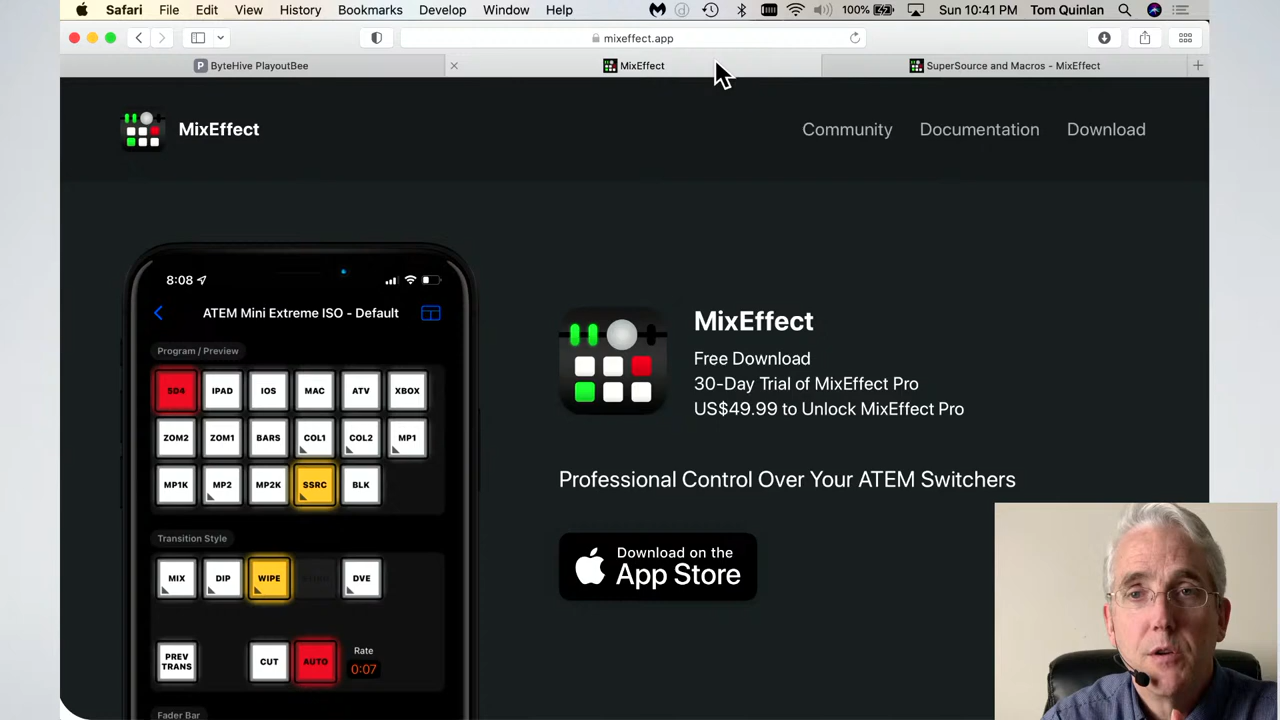 Safari File Edit View History Bookmarks Develop Window Help 100% Sun 10:41 PM Tom Quinlan
mixeffect.app
ByteHive PlayoutBee
MixEffect
SuperSource and Macros - MixEffect
MixEffect
Community Documentation Download
8:08
ATEM Mini Extreme ISO - Default
Program / Preview
IPAD IOS MAC ATV XBOX
ZOM2 ZOM1 BARS COL1 COL2 MP1
MP1K MP2 MP2K SSRC BLK
Transition Style
MIX DIP WIPE DVE
PREV TRANS CUT AUTO Rate 0:07
Fader Bar
MixEffect
Free Download
30-Day Trial of MixEffect Pro
US$49.99 to Unlock MixEffect Pro
Professional Control Over Your ATEM Switchers
Download on the
App Store